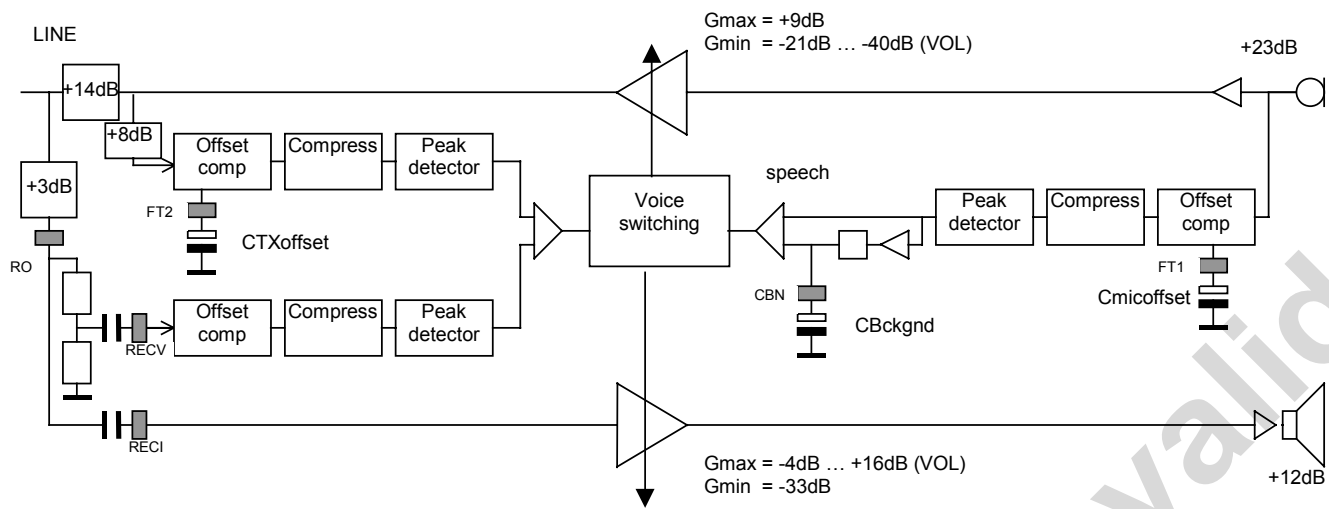 Gmax = +9dB
Gmin = -21dB … -40dB (VOL)
LINE
+23dB
+14dB
+8dB
Offset comp
Compress
Peak detector
+3dB
FT2
CTXoffset
Voice switching
speech
Peak detector
Compress
Offset comp
RO
CBN
CBckgnd
FT1
Cmicoffset
Offset comp
Compress
Peak detector
RECV
RECI
Gmax = -4dB … +16dB (VOL)
Gmin = -33dB
+12dB
valid